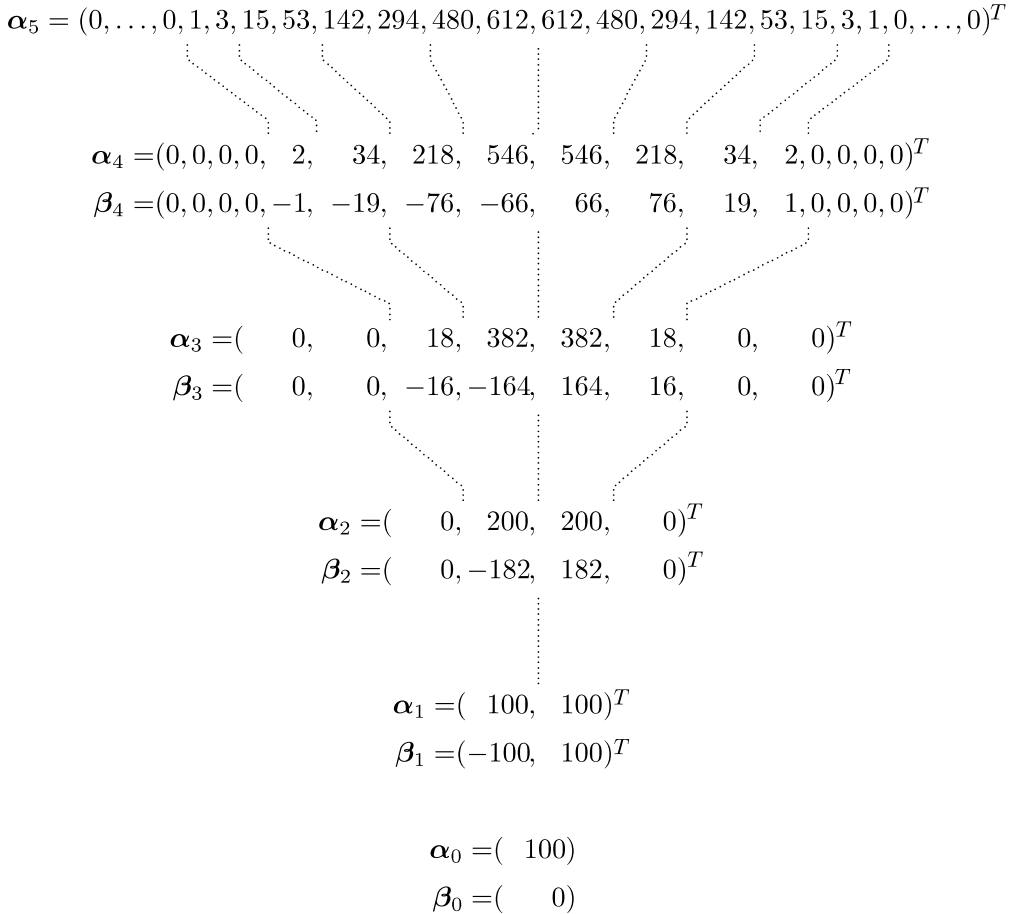 α₅ = (0, . . . , 0, 1, 3, 15, 53, 142, 294, 480, 612, 612, 480, 294, 142, 53, 15, 3, 1, 0, . . . , 0)ᵀ
α₄ =(0, 0, 0, 0, 2, 34, 218, 546, 546, 218, 34, 2, 0, 0, 0, 0)ᵀ
β₄ =(0, 0, 0, 0, −1, −19, −76, −66, 66, 76, 19, 1, 0, 0, 0, 0)ᵀ
α₃ =( 0, 0, 18, 382, 382, 18, 0, 0)ᵀ
β₃ =( 0, 0, −16, −164, 164, 16, 0, 0)ᵀ
α₂ =( 0, 200, 200, 0)ᵀ
β₂ =( 0, −182, 182, 0)ᵀ
α₁ =( 100, 100)ᵀ
β₁ =(−100, 100)ᵀ
α₀ =( 100)
β₀ =( 0)